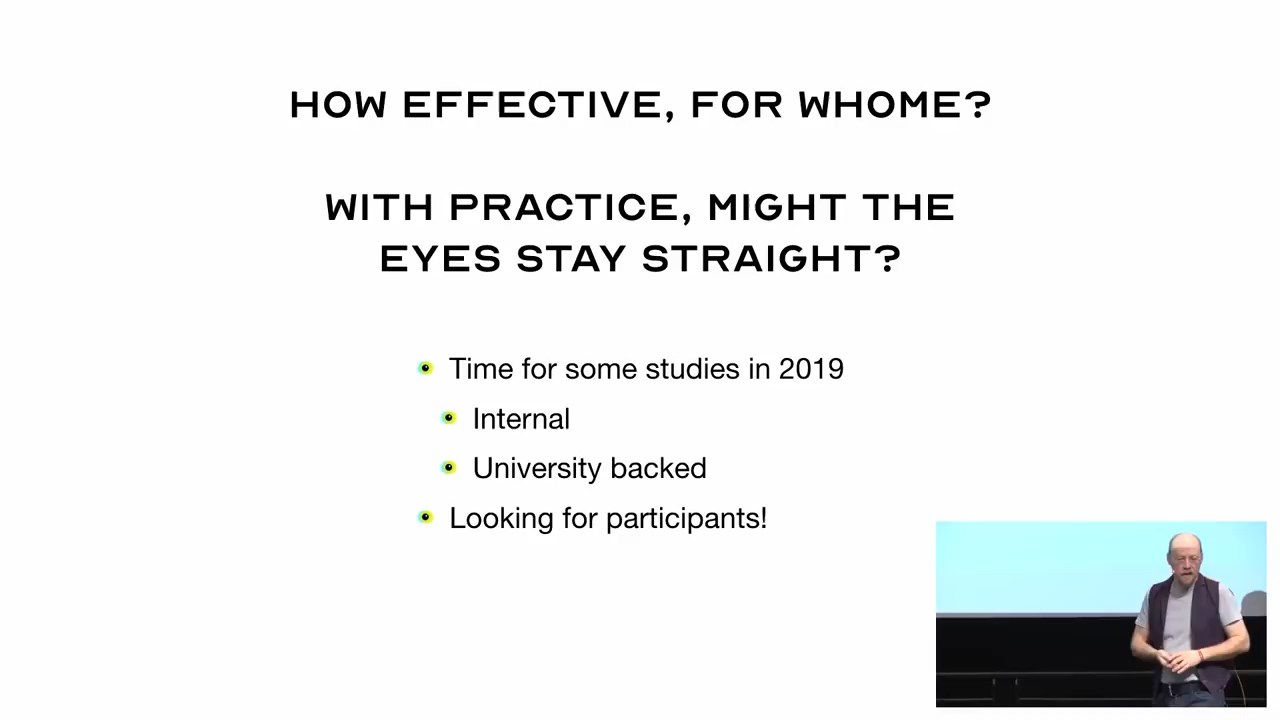 HOW EFFECTIVE, FOR WHOME?
WITH PRACTICE, MIGHT THE
EYES STAY STRAIGHT?
Time for some studies in 2019
Internal
University backed
Looking for participants!